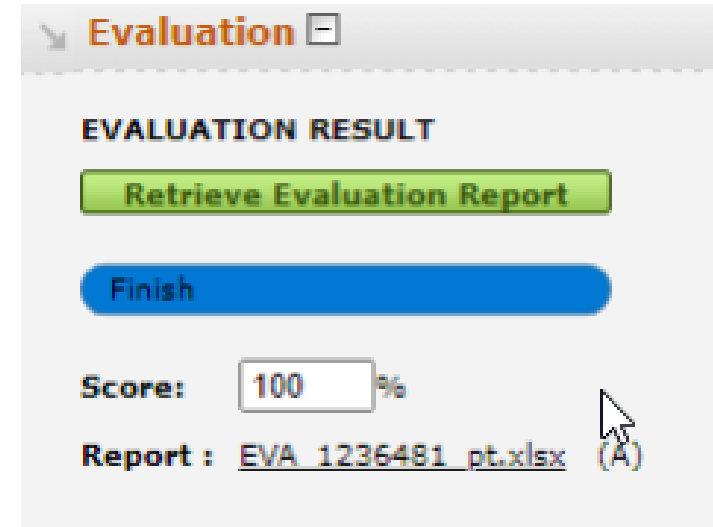 Evaluation
EVALUATION RESULT
Retrieve Evaluation Report
Finish
Score: 100 %
Report : EVA_1236481_pt.xlsx (A)